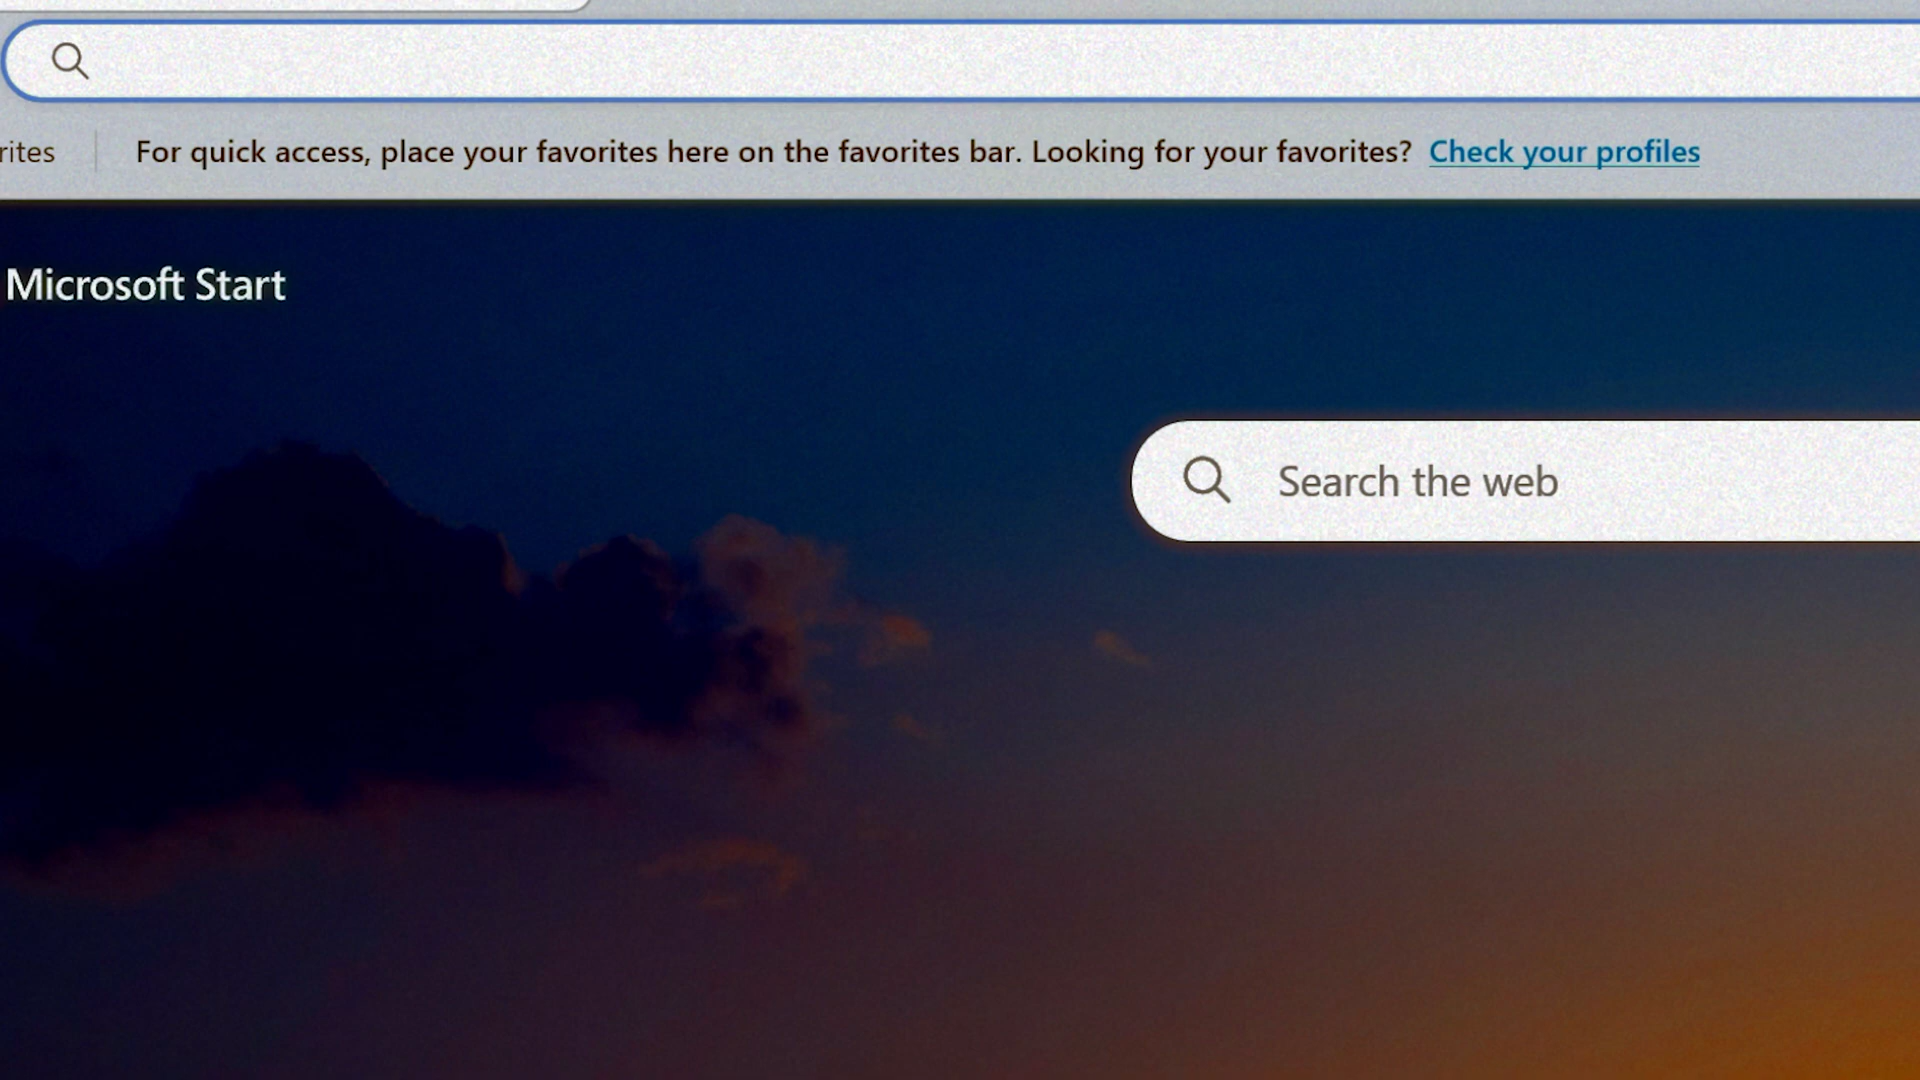 rites
For quick access, place your favorites here on the favorites bar. Looking for your favorites? Check your profiles
Microsoft Start
Search the web